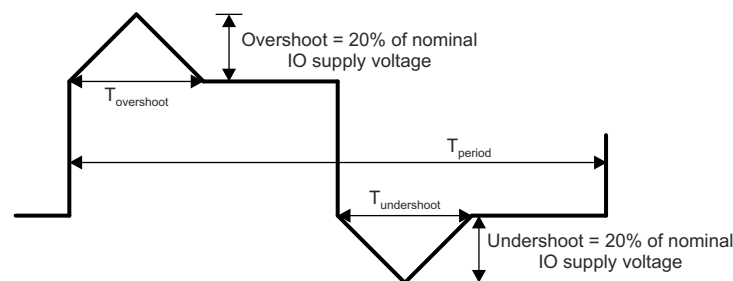 Overshoot = 20% of nominal
IO supply voltage
Tovershoot
Tperiod
Tundershoot
Undershoot = 20% of nominal
IO supply voltage